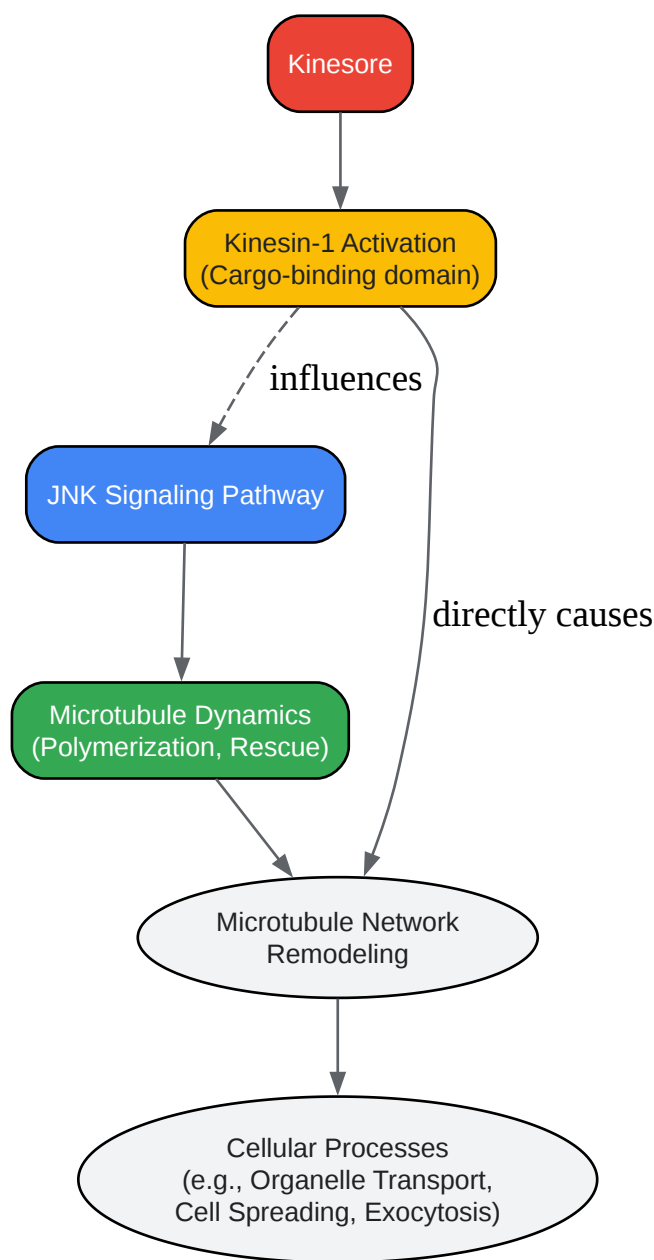 Kinesore
Kinesin-1 Activation
(Cargo-binding domain)
influences
JNK Signaling Pathway
directly causes
Microtubule Dynamics
(Polymerization, Rescue)
Microtubule Network
Remodeling
Cellular Processes
(e.g., Organelle Transport,
Cell Spreading, Exocytosis)